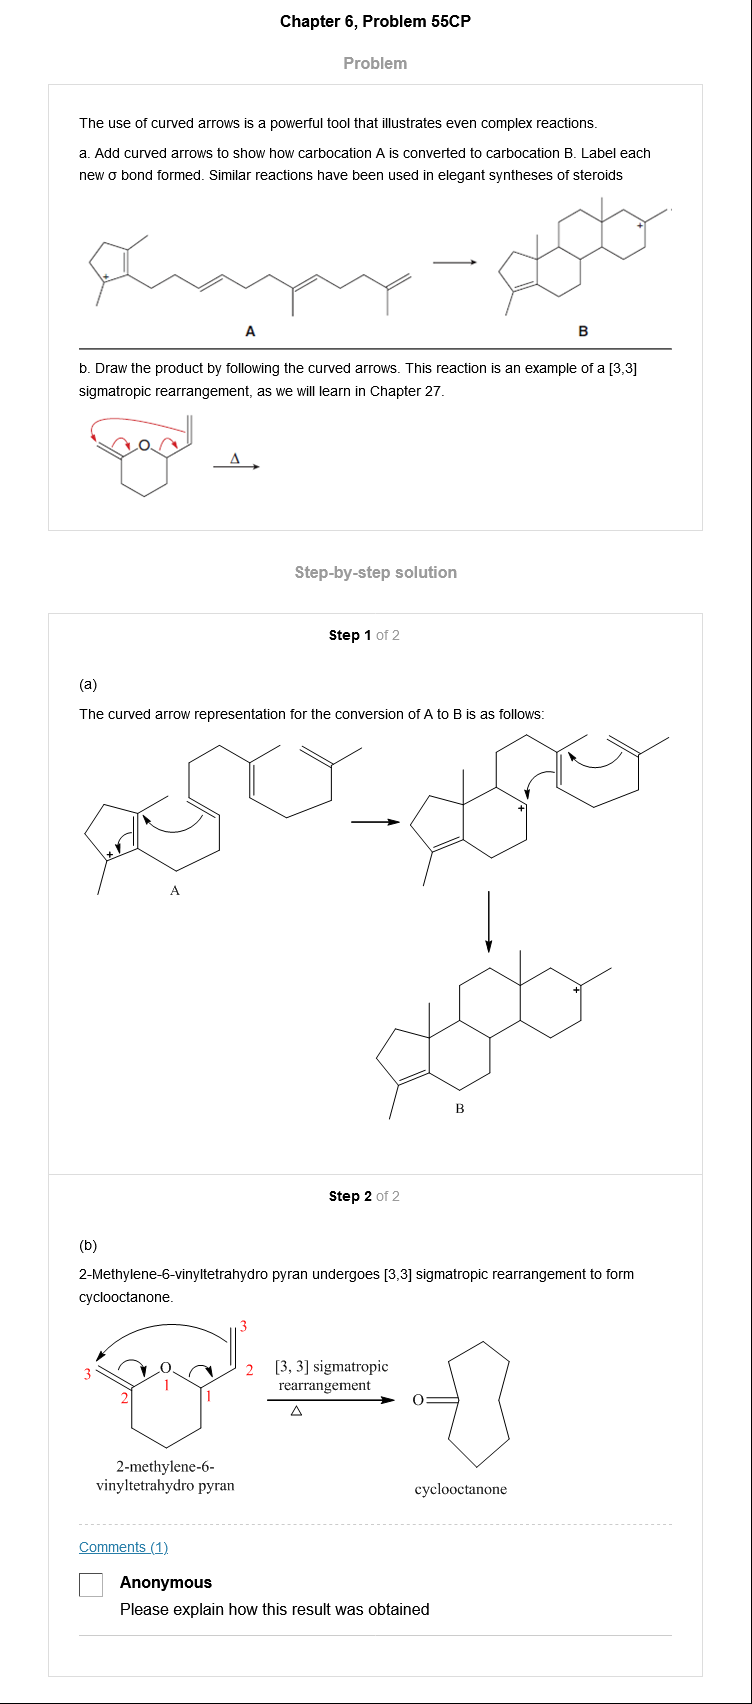 Chapter 6, Problem 55CP
Problem
The use of curved arrows is a powerful tool that illustrates even complex reactions.
a. Add curved arrows to show how carbocation A is converted to carbocation B. Label each
new σ bond formed. Similar reactions have been used in elegant syntheses of steroids
+
+
A
B
b. Draw the product by following the curved arrows. This reaction is an example of a [3,3]
sigmatropic rearrangement, as we will learn in Chapter 27.
O
Δ
Step-by-step solution
Step 1 of 2
(a)
The curved arrow representation for the conversion of A to B is as follows:
+
+
A
+
B
Step 2 of 2
(b)
2-Methylene-6-vinyltetrahydro pyran undergoes [3,3] sigmatropic rearrangement to form
cyclooctanone.
3
3
O
2
2
1
1
[3, 3] sigmatropic
rearrangement
Δ
O
2-methylene-6-
vinyltetrahydro pyran
cyclooctanone
Comments (1)
Anonymous
Please explain how this result was obtained